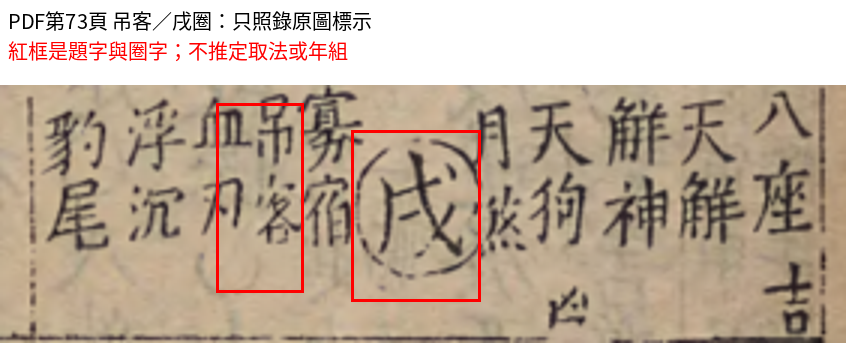 PDF第73頁 吊客／戌圈：只照錄原圖標示
紅框是題字與圈字；不推定取法或年組
八座 吉
天觧
觧神
天狗 凶
月煞
戌
寡宿
吊客
血刃
浮沉
豹尾